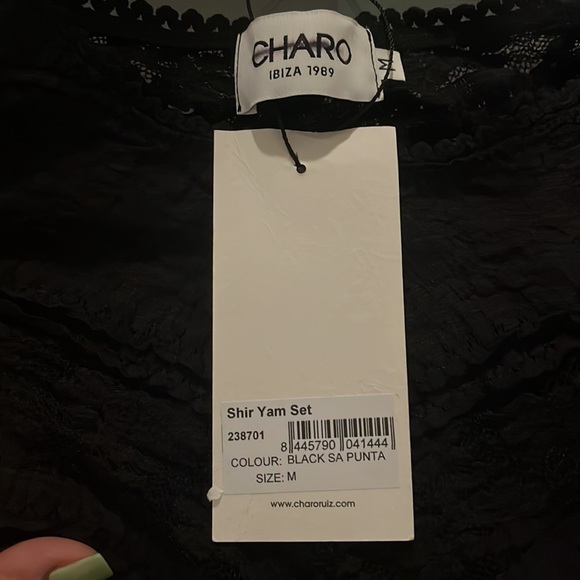 CHARO
IBIZA 1989
M
Shir Yam Set
238701
8 445790 041444
COLOUR: BLACK SA PUNTA
SIZE: M
www.charoruiz.com